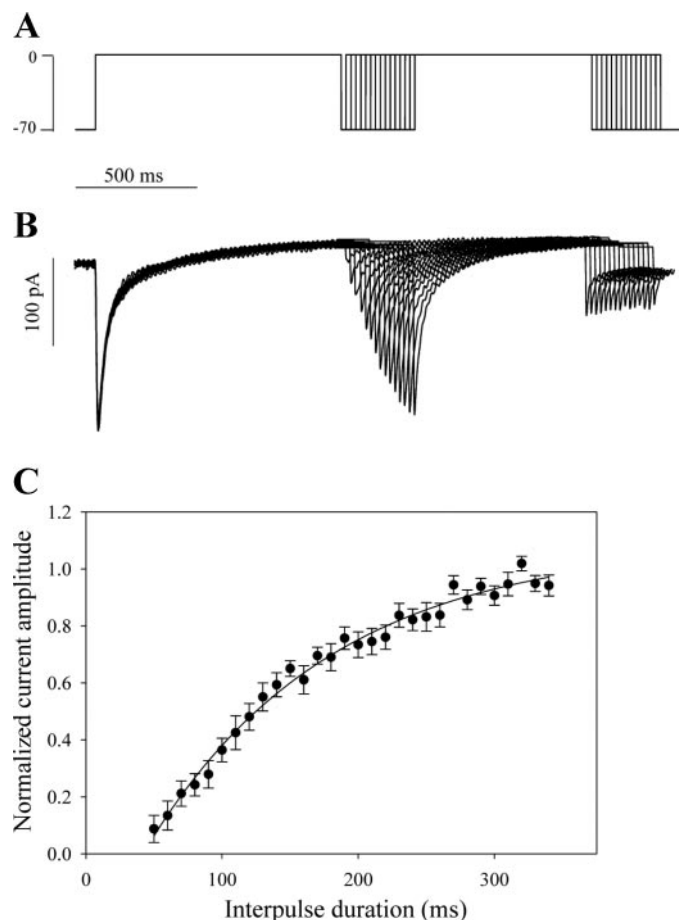 A
0
-70
500 ms
B
100 pA
C
Normalized current amplitude
1.2
1.0
0.8
0.6
0.4
0.2
0.0
0 100 200 300
Interpulse duration (ms)